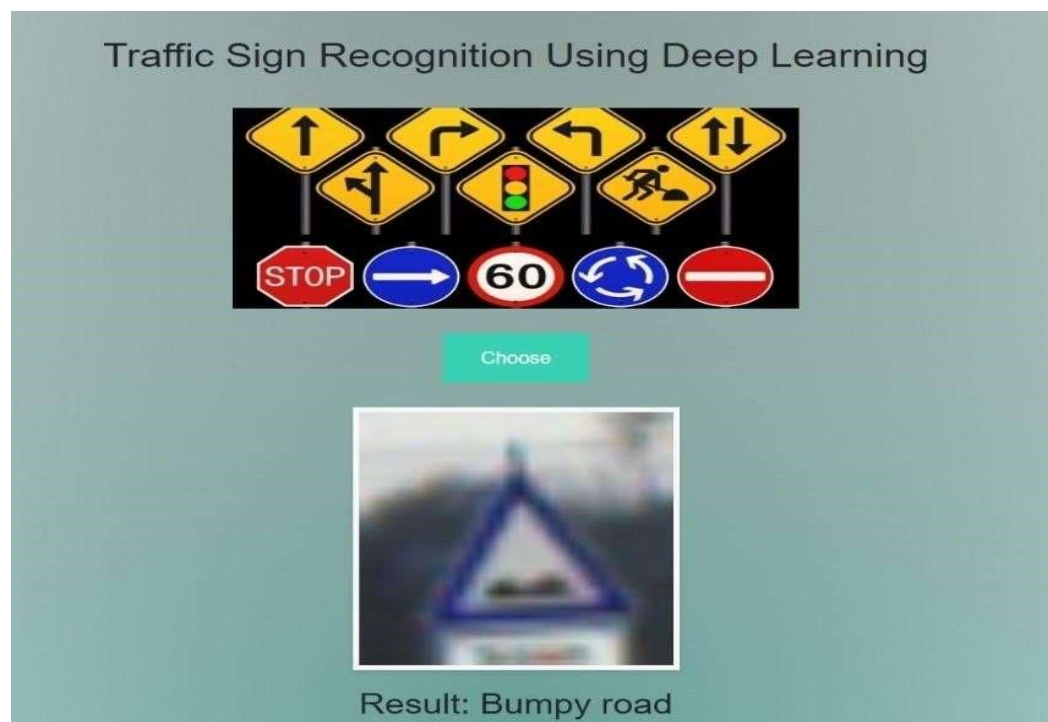 Traffic Sign Recognition Using Deep Learning
STOP
60
Choose
Result: Bumpy road